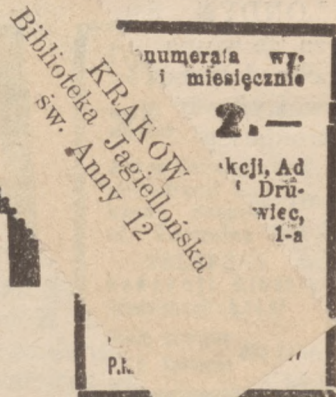 KRAKÓW
Biblioteka Jagiellońska
św. Anny 12
numerata wy-
i miesięcznie
2.—
kcji, Ad
i Dru-
wiec,
1-a